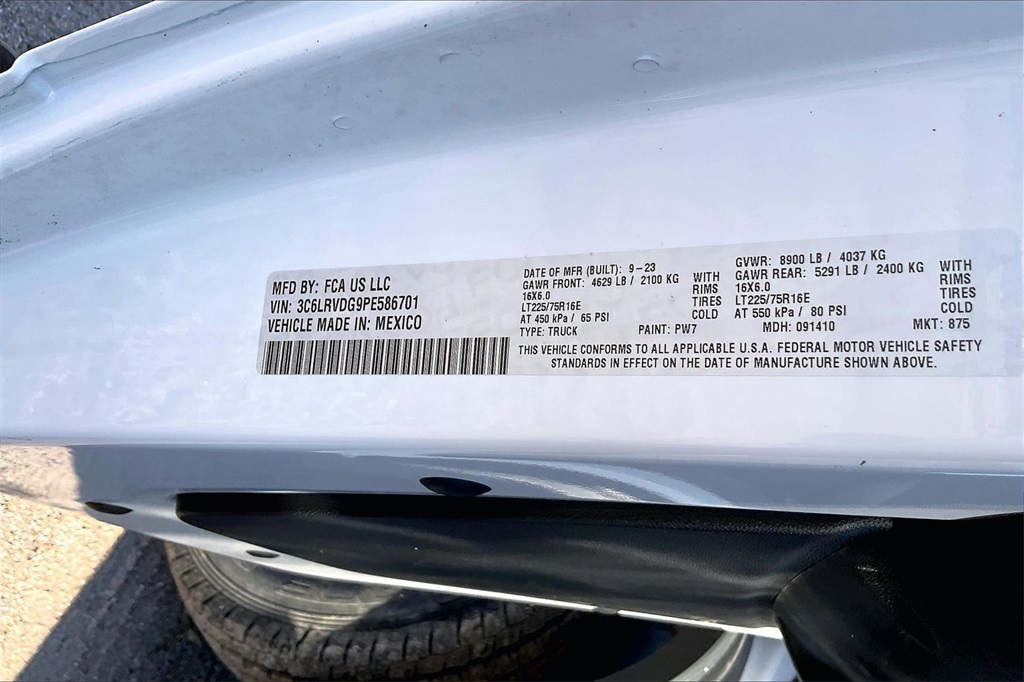 MFD BY: FCA US LLC
VIN: 3C6LRVDG9PE586701
VEHICLE MADE IN: MEXICO
DATE OF MFR (BUILT): 9-23
GAWR FRONT: 4629 LB / 2100 KG WITH
16X6.0 RIMS
LT225/75R16E TIRES
AT 450 kPa / 65 PSI COLD
TYPE: TRUCK PAINT: PW7
GVWR: 8900 LB / 4037 KG
GAWR REAR: 5291 LB / 2400 KG WITH
16X6.0 RIMS
LT225/75R16E TIRES
AT 550 kPa / 80 PSI COLD
MDH: 091410 MKT: 875
THIS VEHICLE CONFORMS TO ALL APPLICABLE U.S.A. FEDERAL MOTOR VEHICLE SAFETY
STANDARDS IN EFFECT ON THE DATE OF MANUFACTURE SHOWN ABOVE.